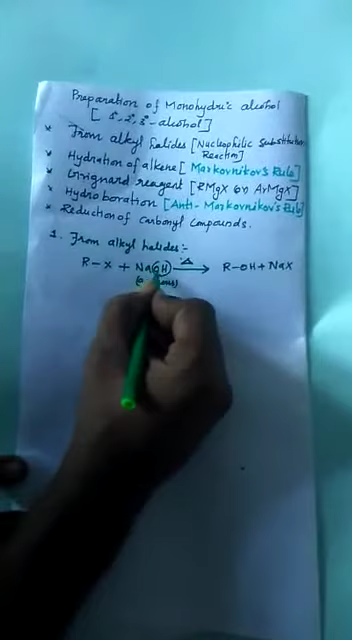 Preparation of Monohydric alcohol
[ 1°-2°, 3° - alcohol]
* From alkyl halides [Nucleophilic Substitution
Reaction]
* Hydration of alkene [ Markovnikov's Rule]
* Grignard reagent [RMgX or ArMgX]
* Hydroboration [Anti-Markovnikov's Rule]
* Reduction of Carbonyl Compounds.
1. From alkyl halides:-
R-X + NaOH Δ→ R-OH + NaX